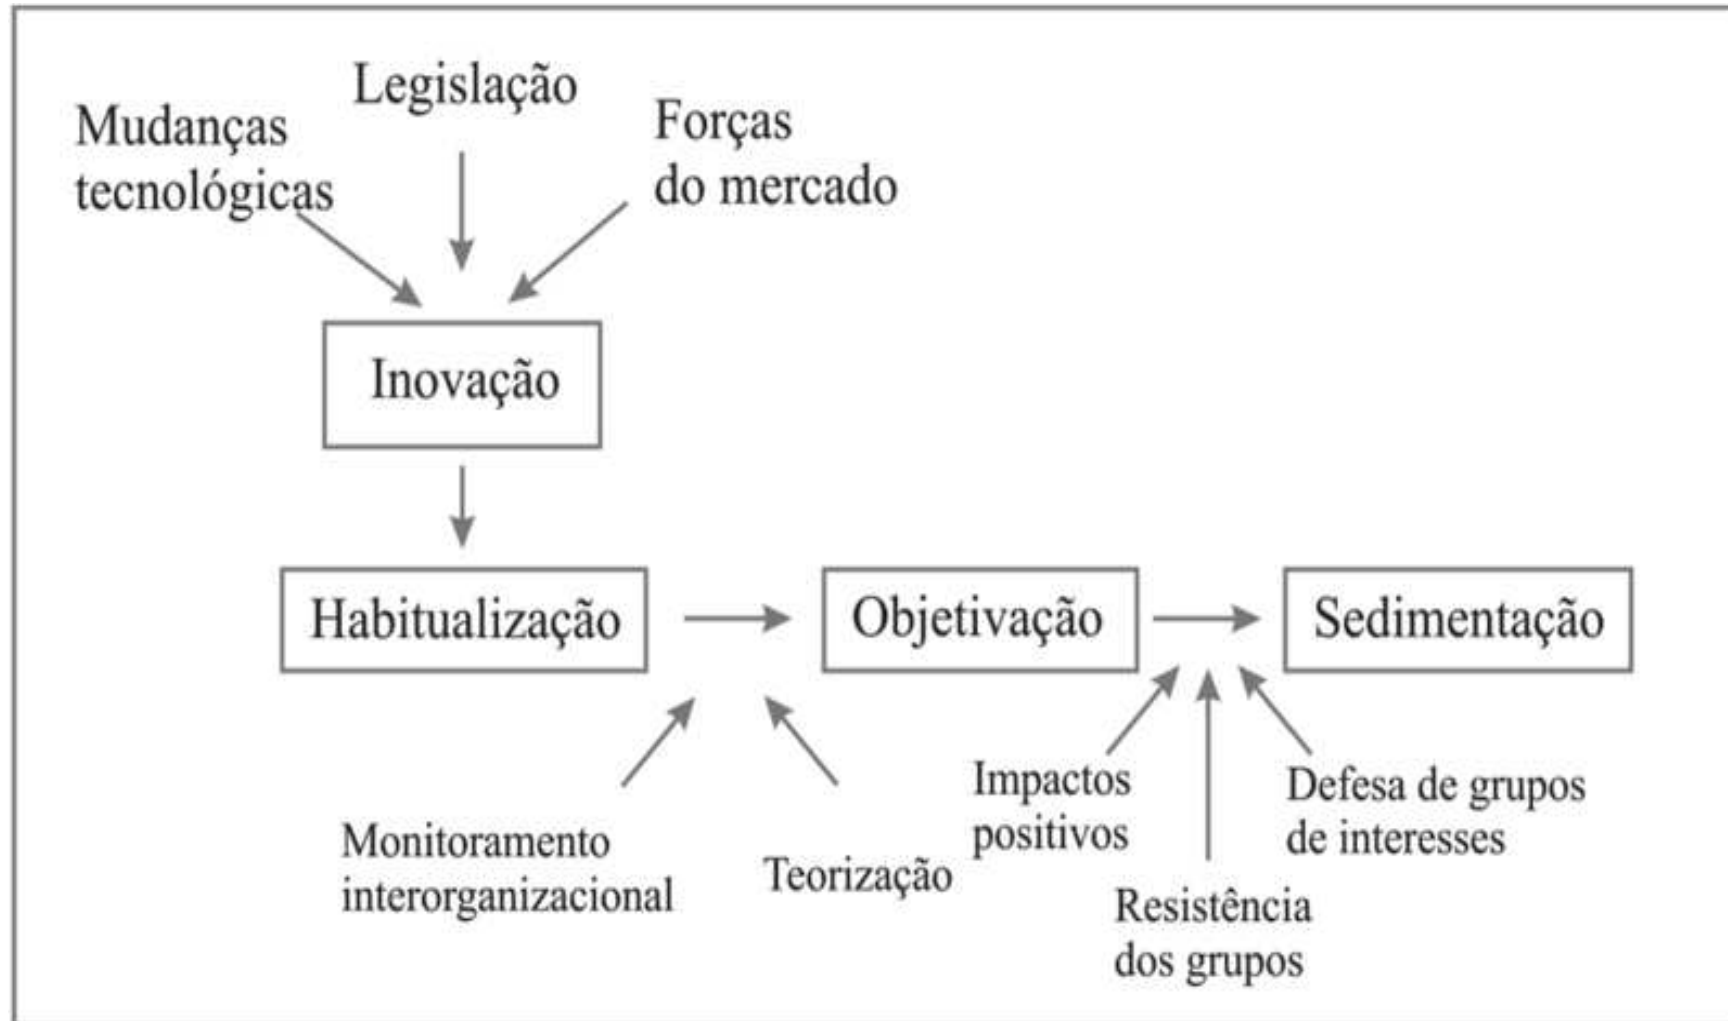 Mudanças
tecnológicas
Legislação
Forças
do mercado
Inovação
Habitualização
Objetivação
Sedimentação
Monitoramento
interorganizacional
Teorização
Impactos
positivos
Resistência
dos grupos
Defesa de grupos
de interesses